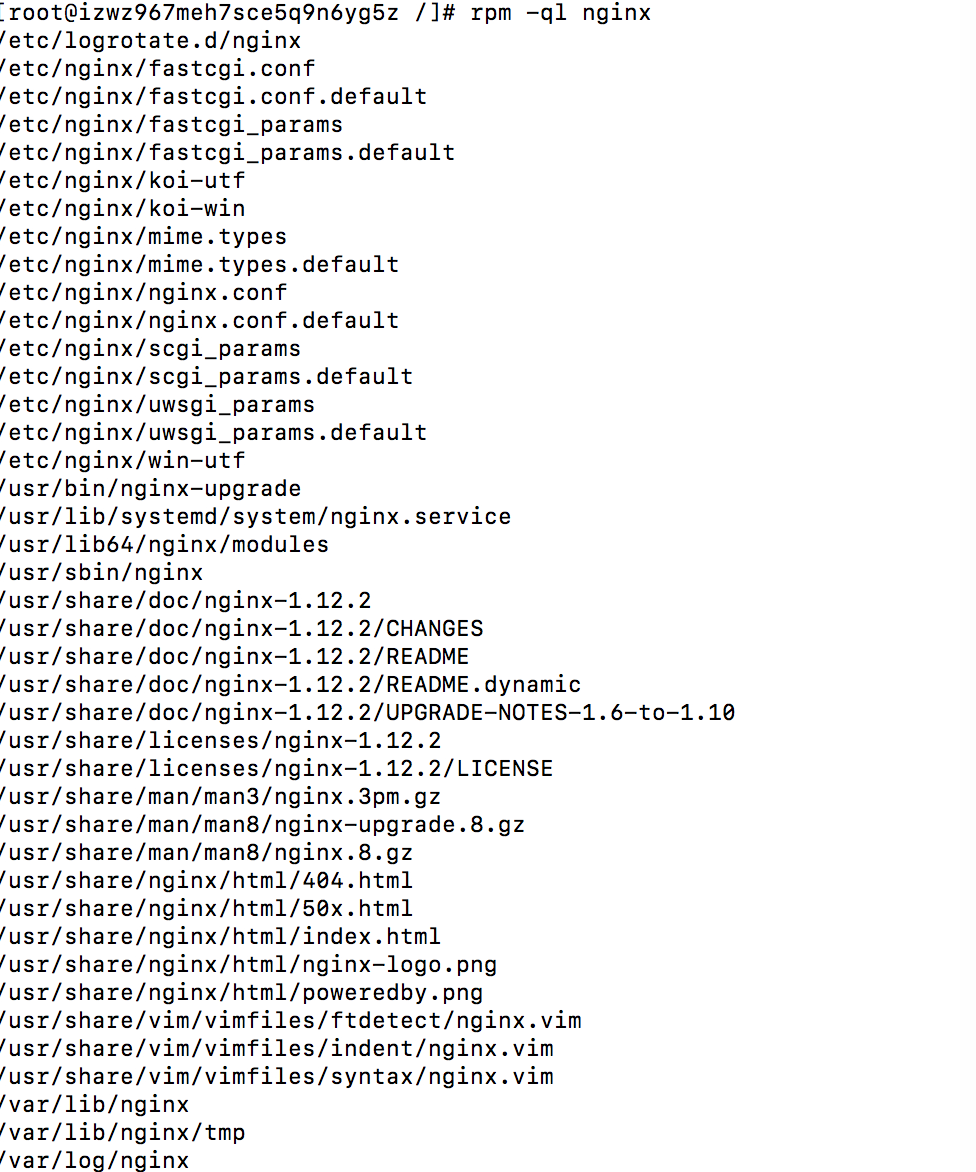 [root@izwz967meh7sce5q9n6yg5z /]# rpm -ql nginx
/etc/logrotate.d/nginx
/etc/nginx/fastcgi.conf
/etc/nginx/fastcgi.conf.default
/etc/nginx/fastcgi_params
/etc/nginx/fastcgi_params.default
/etc/nginx/koi-utf
/etc/nginx/koi-win
/etc/nginx/mime.types
/etc/nginx/mime.types.default
/etc/nginx/nginx.conf
/etc/nginx/nginx.conf.default
/etc/nginx/scgi_params
/etc/nginx/scgi_params.default
/etc/nginx/uwsgi_params
/etc/nginx/uwsgi_params.default
/etc/nginx/win-utf
/usr/bin/nginx-upgrade
/usr/lib/systemd/system/nginx.service
/usr/lib64/nginx/modules
/usr/sbin/nginx
/usr/share/doc/nginx-1.12.2
/usr/share/doc/nginx-1.12.2/CHANGES
/usr/share/doc/nginx-1.12.2/README
/usr/share/doc/nginx-1.12.2/README.dynamic
/usr/share/doc/nginx-1.12.2/UPGRADE-NOTES-1.6-to-1.10
/usr/share/licenses/nginx-1.12.2
/usr/share/licenses/nginx-1.12.2/LICENSE
/usr/share/man/man3/nginx.3pm.gz
/usr/share/man/man8/nginx-upgrade.8.gz
/usr/share/man/man8/nginx.8.gz
/usr/share/nginx/html/404.html
/usr/share/nginx/html/50x.html
/usr/share/nginx/html/index.html
/usr/share/nginx/html/nginx-logo.png
/usr/share/nginx/html/poweredby.png
/usr/share/vim/vimfiles/ftdetect/nginx.vim
/usr/share/vim/vimfiles/indent/nginx.vim
/usr/share/vim/vimfiles/syntax/nginx.vim
/var/lib/nginx
/var/lib/nginx/tmp
/var/log/nginx